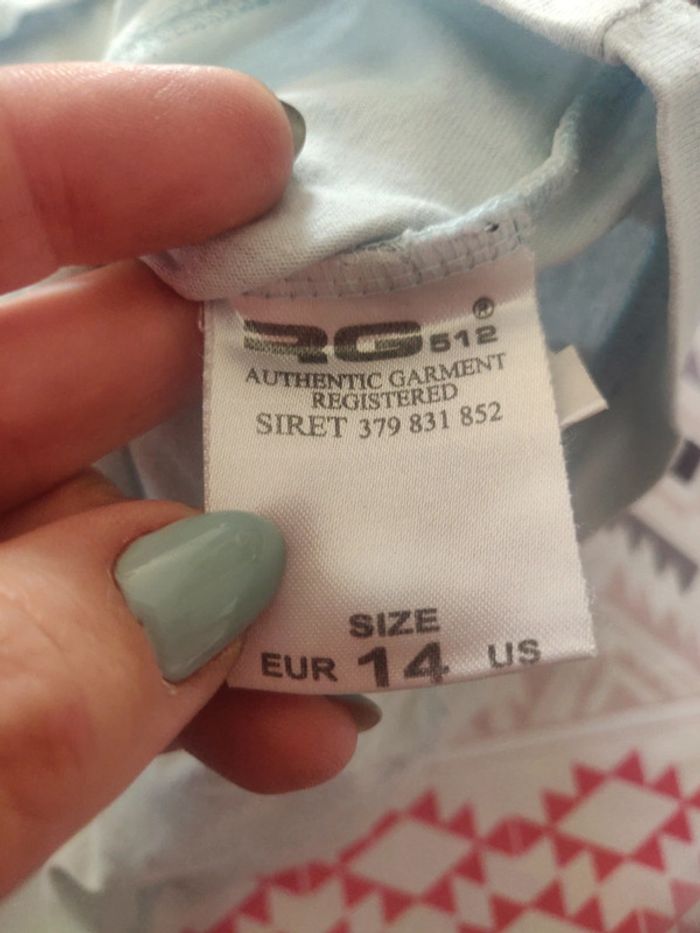 RG512®
AUTHENTIC GARMENT
REGISTERED
SIRET 379 831 852
SIZE
EUR 14 US